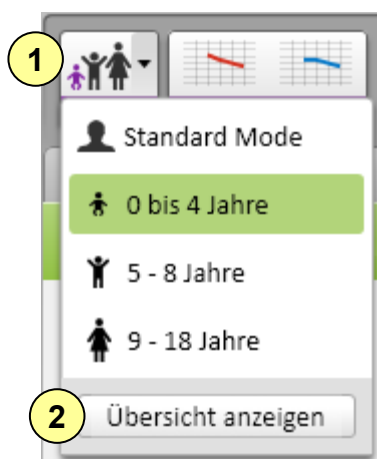 1
Standard Mode
0 bis 4 Jahre
5 - 8 Jahre
9 - 18 Jahre
2
Übersicht anzeigen